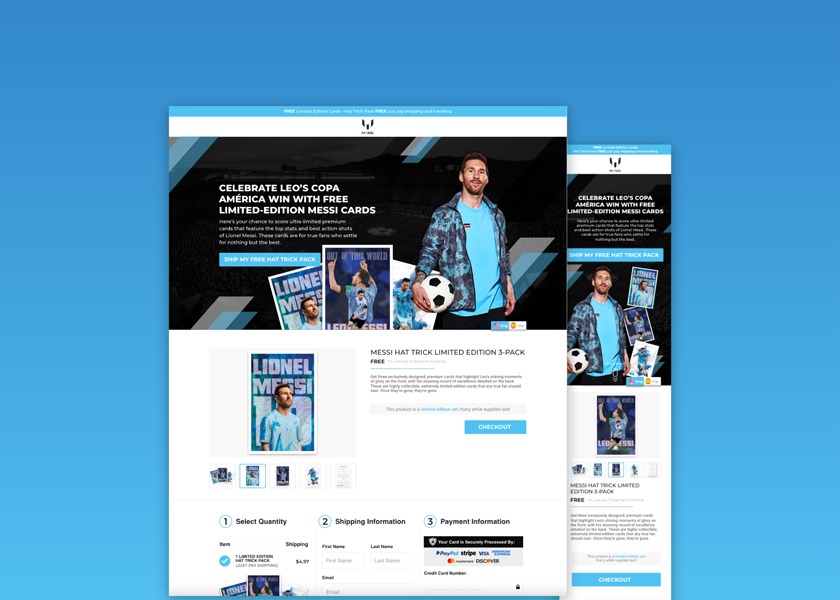 FREE Limited Edition Cards - Hat Trick Pack FREE just pay shipping and handling
MESSI
CELEBRATE LEO'S COPA
AMÉRICA WIN WITH FREE
LIMITED-EDITION MESSI CARDS
Here's your chance to score ultra-limited premium
cards that feature the top stats and best action shots
of Lionel Messi. These cards are for true fans who settle
for nothing but the best.
SHIP MY FREE HAT TRICK PACK
LIONEL
MESSI
OUT OF THIS WORLD
LEO MESSI
LIONEL
MESSI
MESSI HAT TRICK LIMITED EDITION 3-PACK
FREE You just pay Shipping & Handling
Get three exclusively designed, premium cards that highlight Leo's shining moments
of glory on the front, with his stunning record of excellence detailed on the back.
These are highly collectible, extremely limited edition cards that any true fan should
own. Once they're gone, they're gone.
This product is a limited edition set, hurry while supplies last!
CHECKOUT
1 Select Quantity
2 Shipping Information
3 Payment Information
Item Shipping
1 LIMITED EDITION
HAT TRICK PACK
(JUST PAY SHIPPING)
$4.97
First Name Last Name
First Name Last Name
Email
Email
Your Card is Securely Processed By:
PayPal stripe VISA AMERICAN EXPRESS
mastercard DISCOVER
Credit Card Number:
FREE Limited Edition Cards
Hat Trick Pack FREE just pay shipping and handling
MESSI
CELEBRATE LEO'S COPA
AMÉRICA WIN WITH FREE
LIMITED-EDITION MESSI CARDS
Here's your chance to score ultra-limited
premium cards that feature the top stats and
best action shots of Lionel Messi. These
cards are for true fans who settle for
nothing but the best.
SHIP MY FREE HAT TRICK PACK
LIONEL
MESSI
MESSI HAT TRICK LIMITED
EDITION 3-PACK
FREE You just pay Shipping & Handling
Get three exclusively designed, premium cards
that highlight Leo's shining moments of glory on
the front, with his stunning record of excellence
detailed on the back. These are highly collectible,
extremely limited edition cards that any true fan
should own. Once they're gone, they're gone.
This product is a limited edition set
hurry while supplies last!
CHECKOUT